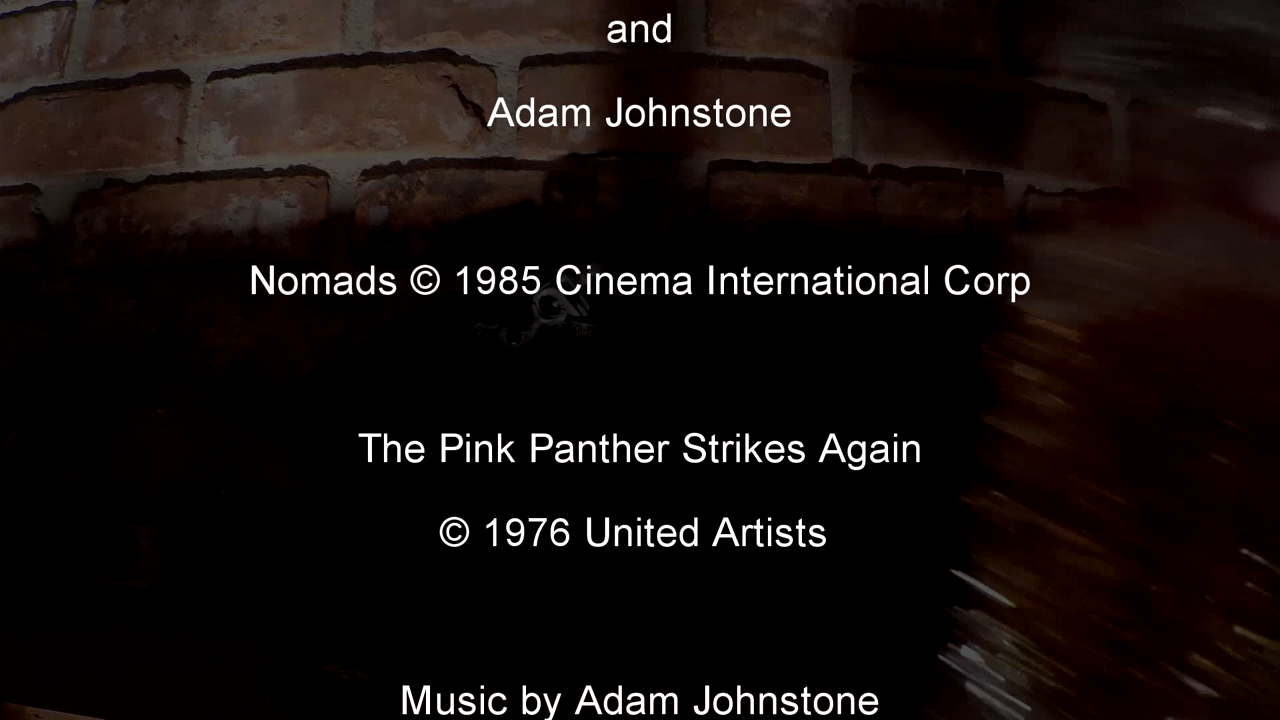 and
Adam Johnstone
Nomads © 1985 Cinema International Corp
The Pink Panther Strikes Again
© 1976 United Artists
Music by Adam Johnstone